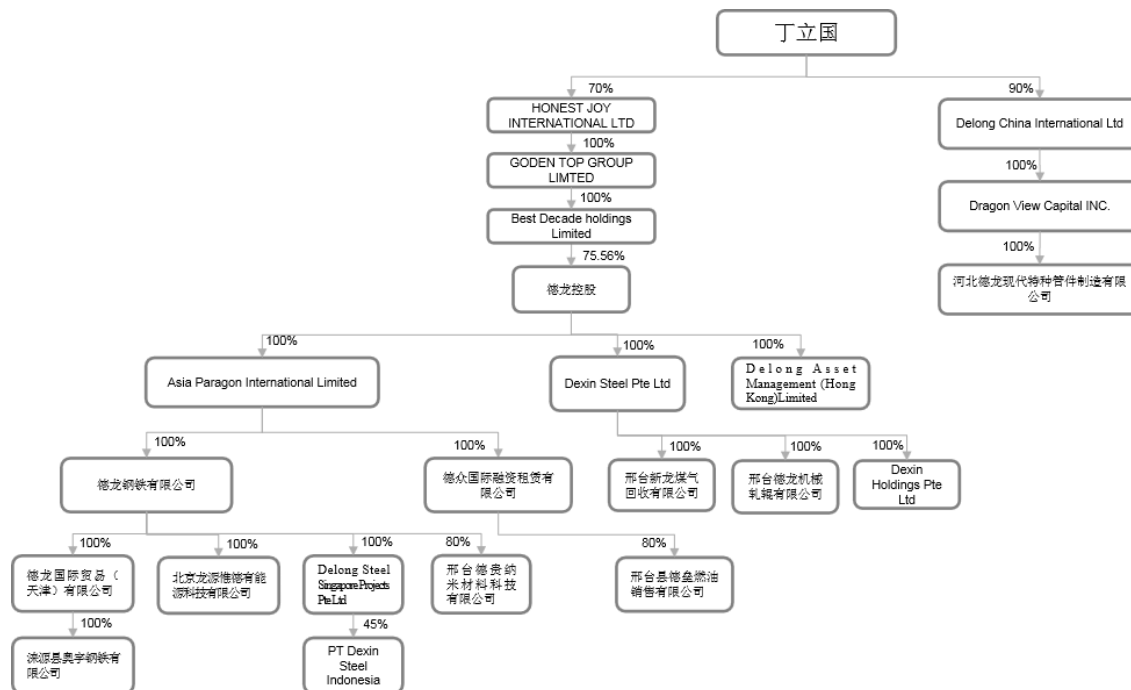 丁立国
70%
90%
HONEST JOY
INTERNATIONAL LTD
Delong China International Ltd
100%
100%
GODEN TOP GROUP
LIMTED
Dragon View Capital INC.
100%
100%
Best Decade holdings
Limited
河北德龙现代特种管件制造有限
公司
75.56%
德龙控股
100%
100%
100%
Asia Paragon International Limited
Dexin Steel Pte Ltd
Delong Asset
Management (Hong
Kong)Limited
100%
100%
100%
100%
100%
德龙钢铁有限公司
德众国际融资租赁有
限公司
邢台新龙煤气
回收有限公司
邢台德龙机械
轧辊有限公司
Dexin
Holdings Pte
Ltd
100%
100%
100%
80%
80%
德龙国际贸易（
天津）有限公司
北京龙源惟德有能
源科技有限公司
Delong Steel
Singapore Projects
Pte Ltd
邢台德贵纳
米材料科技
有限公司
邢台县德垒燃油
销售有限公司
100%
45%
涞源县奥宇钢铁有
限公司
PT Dexin
Steel
Indonesia